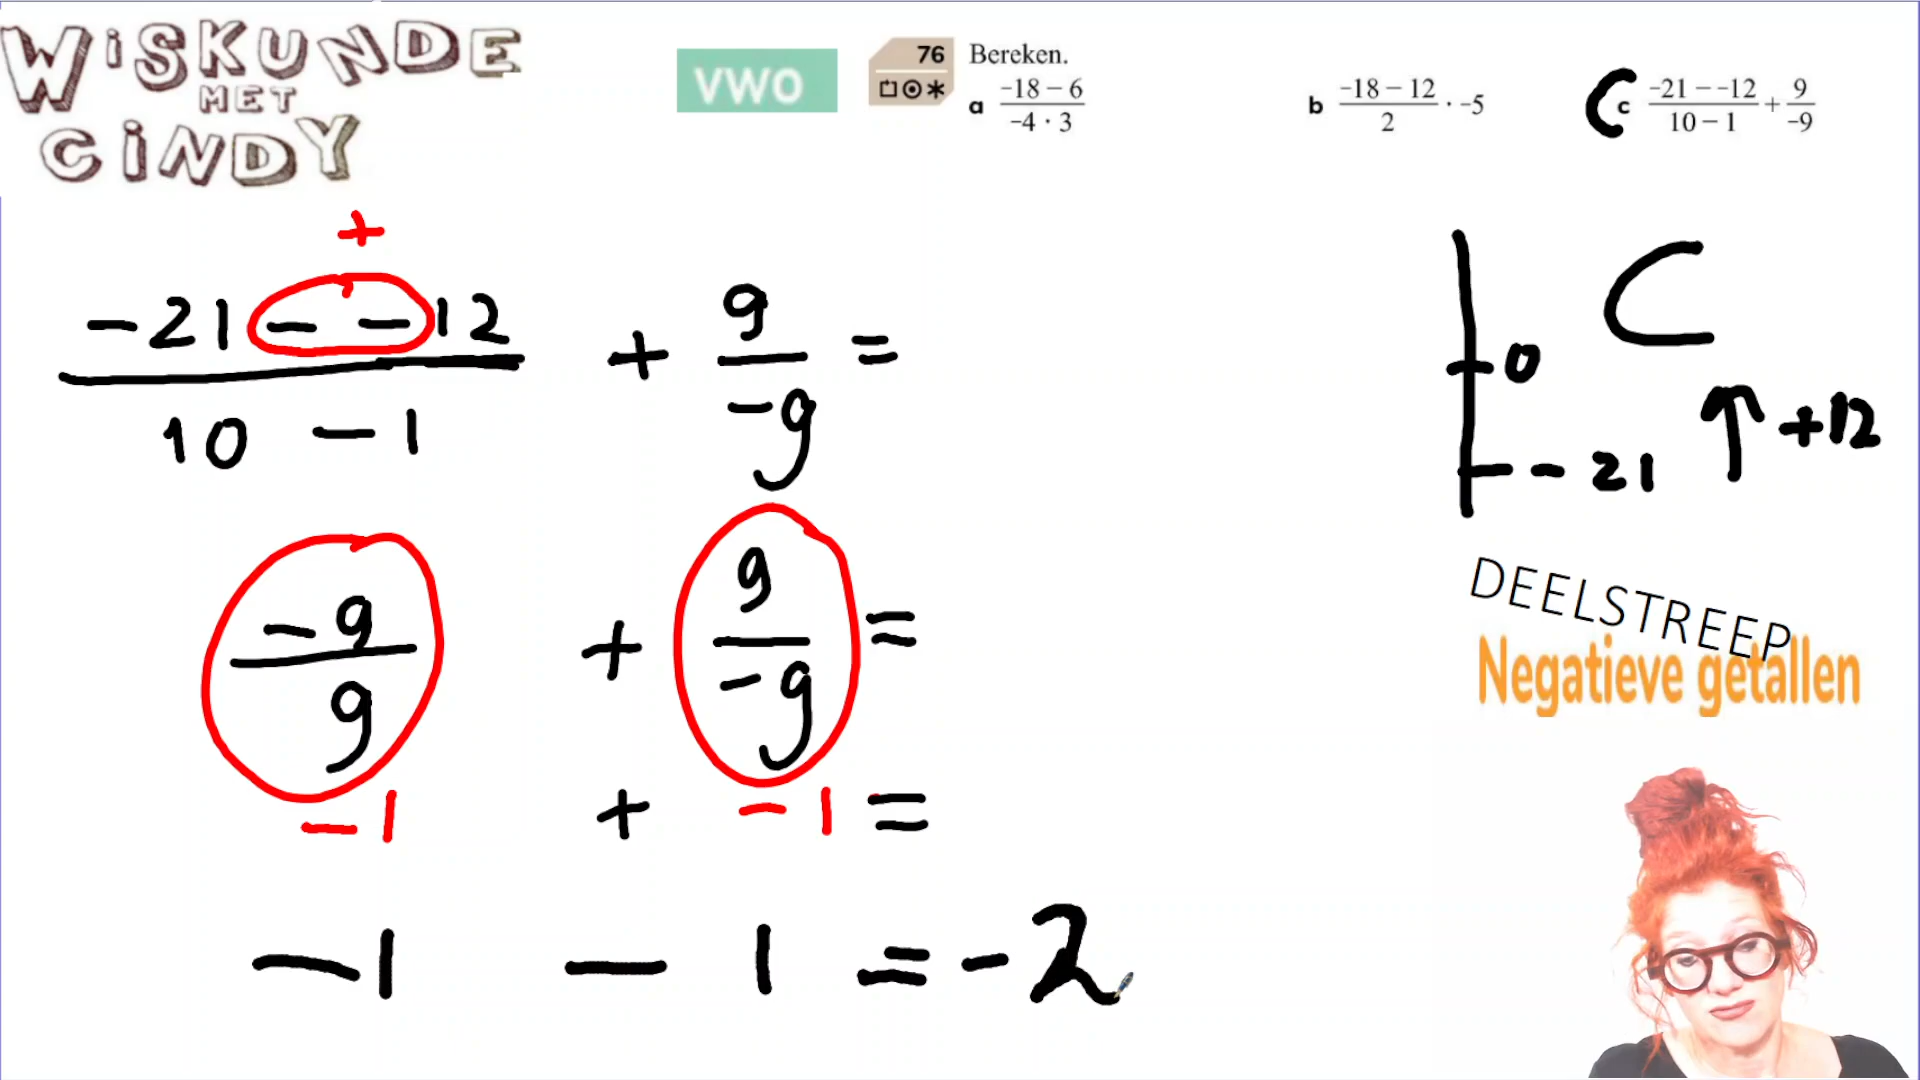 WISKUNDE
MET
CINDY
VWO
76 Bereken.
a (-18 − 6)/(-4 · 3)
b (-18 − 12)/2 · -5
C c (-21 − -12)/(10 − 1) + 9/-9
+
-21 - -12
10 - 1
+ 9/-9 =
-9/9 + 9/-9 =
-1 + -1 =
-1 - 1 = -2
C
0
-21
+12
DEELSTREEP
Negatieve getallen